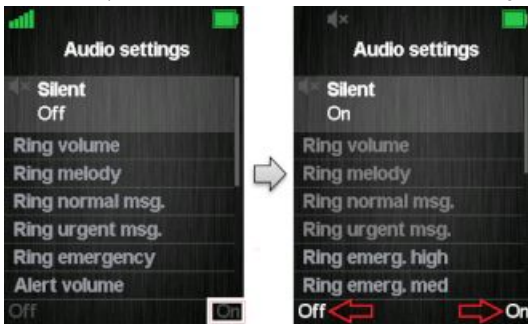 Audio settings
Silent
Off
Ring volume
Ring melody
Ring normal msg.
Ring urgent msg.
Ring emergency
Alert volume
Off On
Audio settings
Silent
On
Ring volume
Ring melody
Ring normal msg.
Ring urgent msg.
Ring emerg. high
Ring emerg. med
Off On